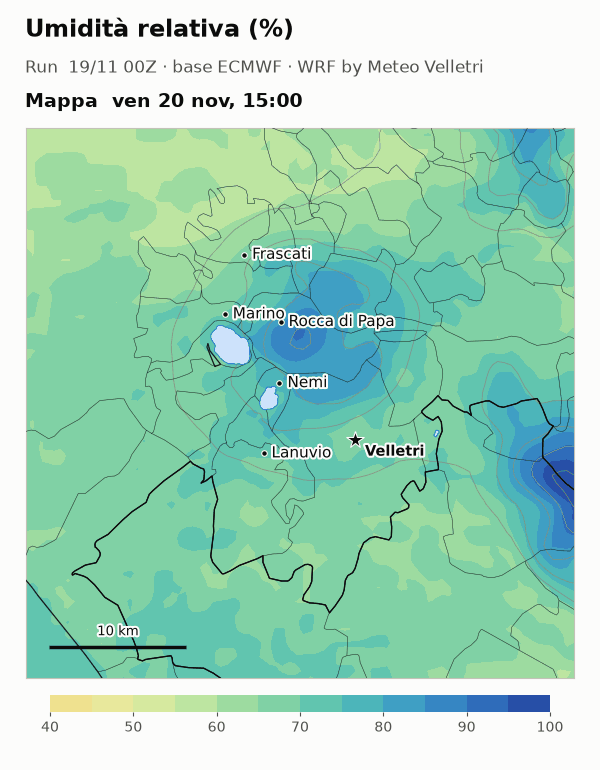 Umidità relativa (%)
Run  19/11 00Z · base ECMWF · WRF by Meteo Velletri
Mappa  ven 20 nov, 15:00
Frascati
Marino
Rocca di Papa
Nemi
Velletri
Lanuvio
10 km
40 50 60 70 80 90 100